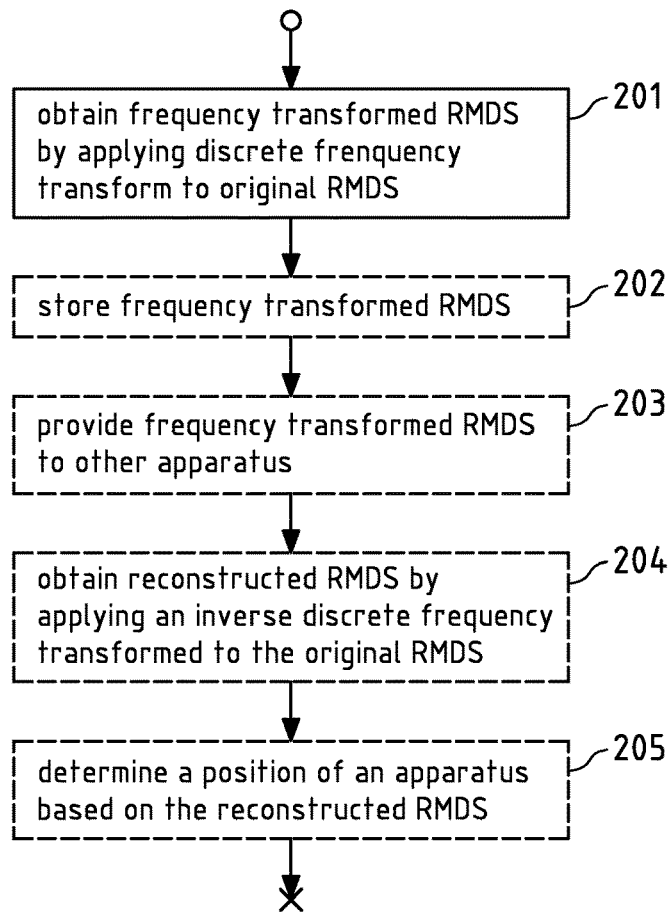 obtain frequency transformed RMDS
by applying discrete frenquency
transform to original RMDS
201
store frequency transformed RMDS
202
provide frequency transformed RMDS
to other apparatus
203
obtain reconstructed RMDS by
applying an inverse discrete frequency
transformed to the original RMDS
204
determine a position of an apparatus
based on the reconstructed RMDS
205